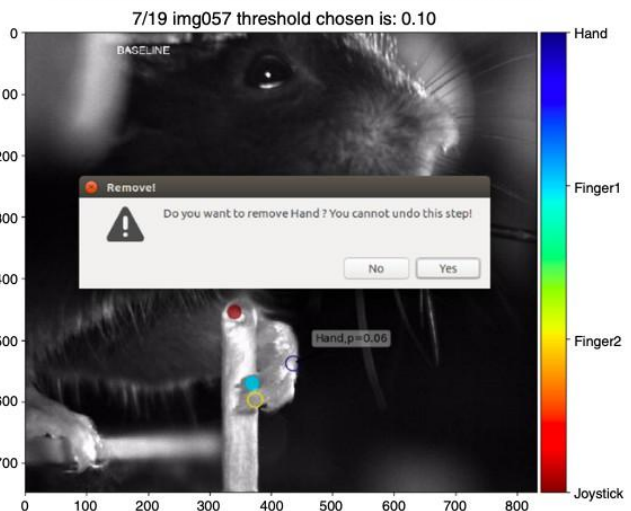 7/19 img057 threshold chosen is: 0.10
BASELINE
0
00
200
300
400
500
600
700
Remove!
Do you want to remove Hand ? You cannot undo this step!
No Yes
Hand,p=0.06
0 100 200 300 400 500 600 700 800
Hand
Finger1
Finger2
Joystick